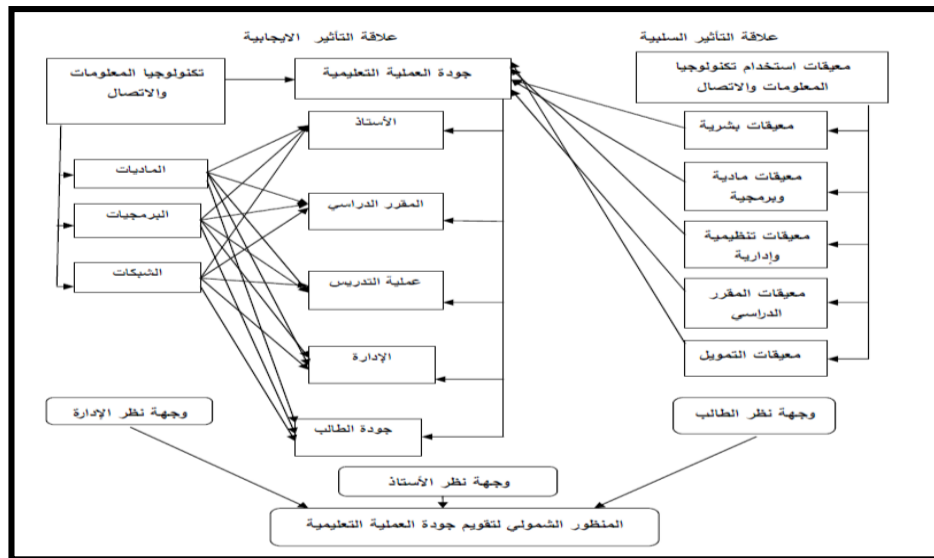 علاقة التأثير السلبية
علاقة التأثير الايجابية
معيقات استخدام تكنولوجيا
المعلومات والاتصال
جودة العملية التعليمية
تكنولوجيا المعلومات
والاتصال
معيقات بشرية
الأستاذ
معيقات مادية
وبرمجية
الماديات
المقرر الدراسي
البرمجيات
معيقات تنظيمية
وإدارية
الشبكات
عملية التدريس
معيقات المقرر
الدراسي
معيقات التمويل
الإدارة
وجهة نظر الطالب
وجهة نظر الإدارة
جودة الطالب
وجهة نظر الأستاذ
المنظور الشمولي لتقويم جودة العملية التعليمية